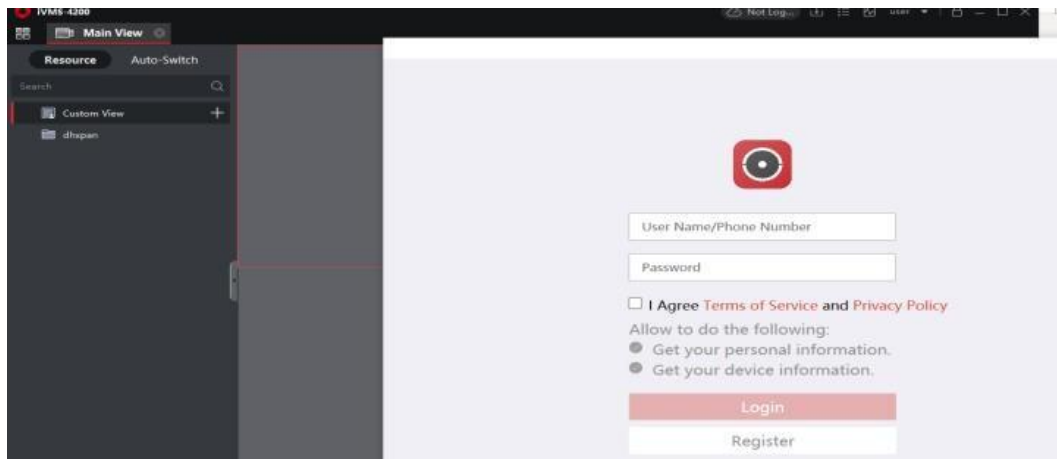 iVMS-4200
Not Log...
user
Main View
Resource
Auto-Switch
Search
Custom View
dhspan
User Name/Phone Number
Password
I Agree Terms of Service and Privacy Policy
Allow to do the following:
Get your personal information.
Get your device information.
Login
Register